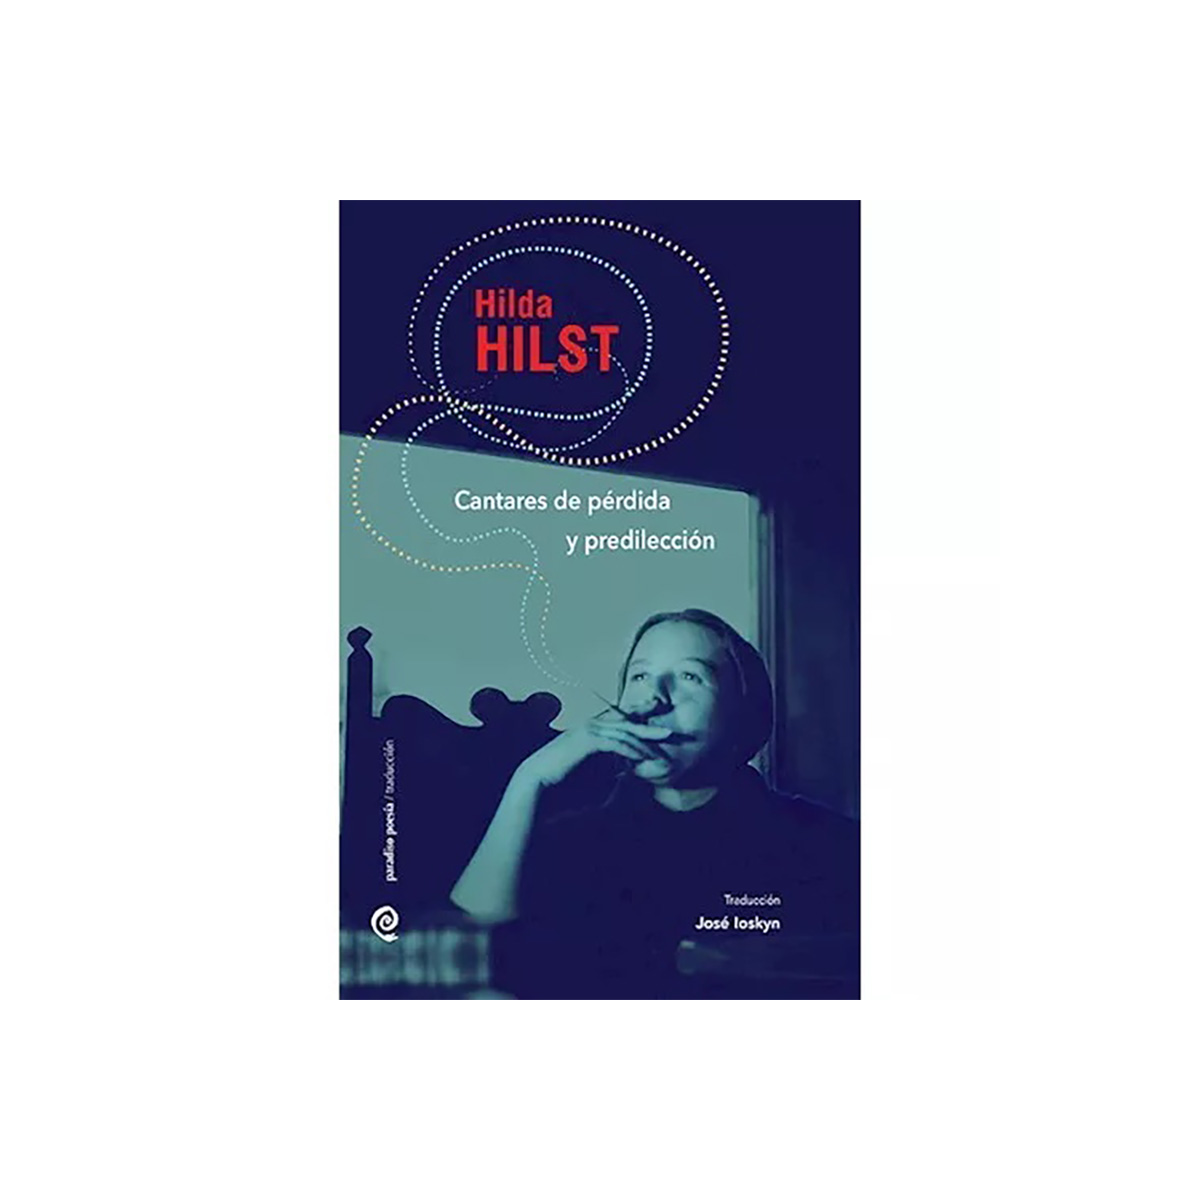 Hilda
HILST
Cantares de pérdida
y predilección
paradiso poesía / traducción
Traducción
José Ioskyn